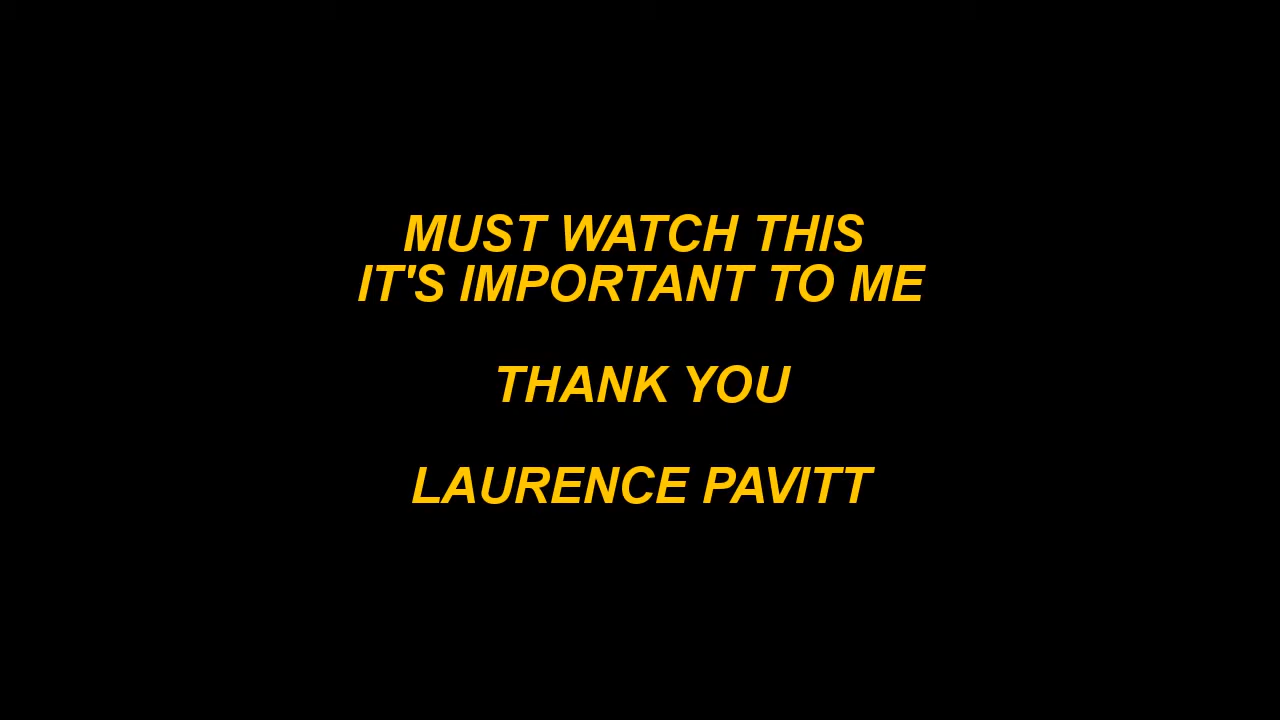 MUST WATCH THIS
IT'S IMPORTANT TO ME
THANK YOU
LAURENCE PAVITT